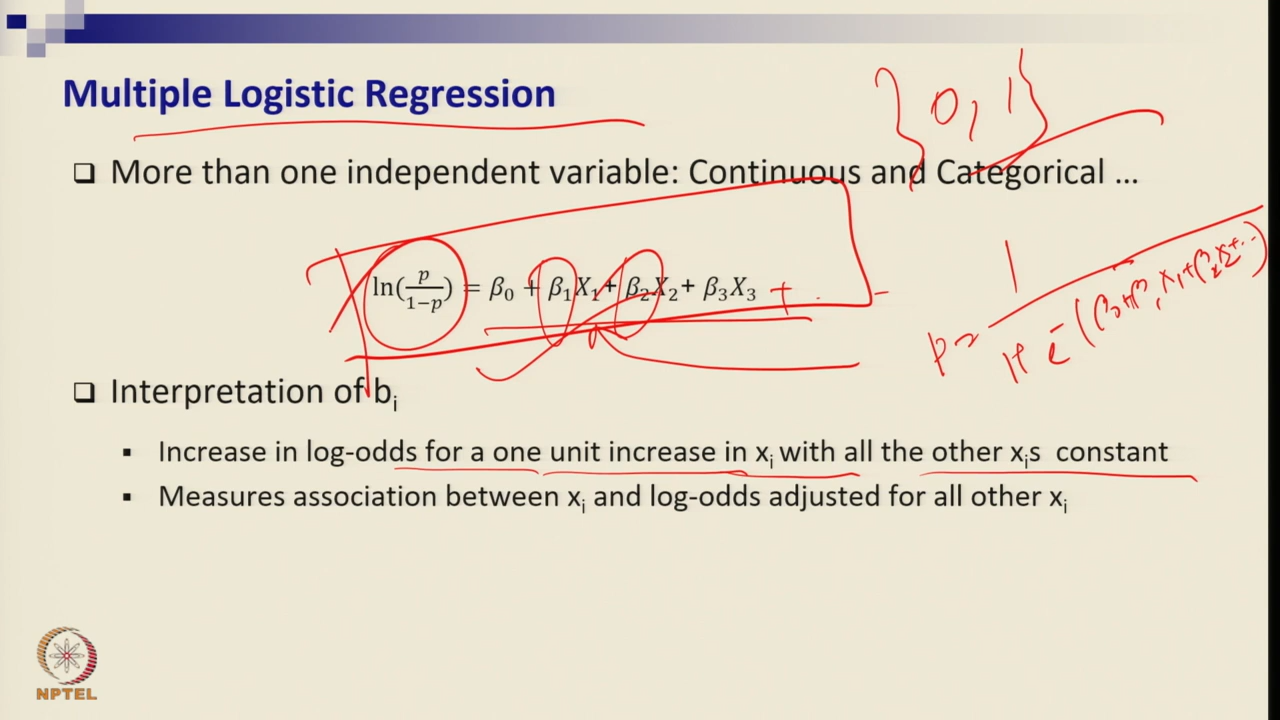 Multiple Logistic Regression
{0, 1}
❑ More than one independent variable: Continuous and Categorical ...
ln(p/(1−p)) = β₀ + β₁X₁ + β₂X₂ + β₃X₃ + . –
p = 1 / (1 + e^−(β₀+β₁x₁+β₂x₂+...))
❑ Interpretation of bᵢ
▪ Increase in log-odds for a one unit increase in xᵢ with all the other xᵢs constant
▪ Measures association between xᵢ and log-odds adjusted for all other xᵢ
NPTEL